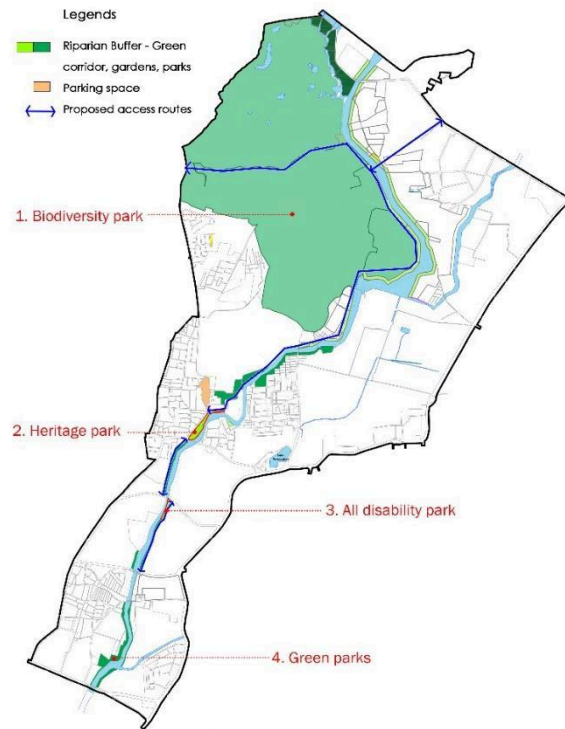 Legends
Riparian Buffer - Green
corridor, gardens, parks
Parking space
Proposed access routes
1. Biodiversity park
2. Heritage park
3. All disability park
4. Green parks